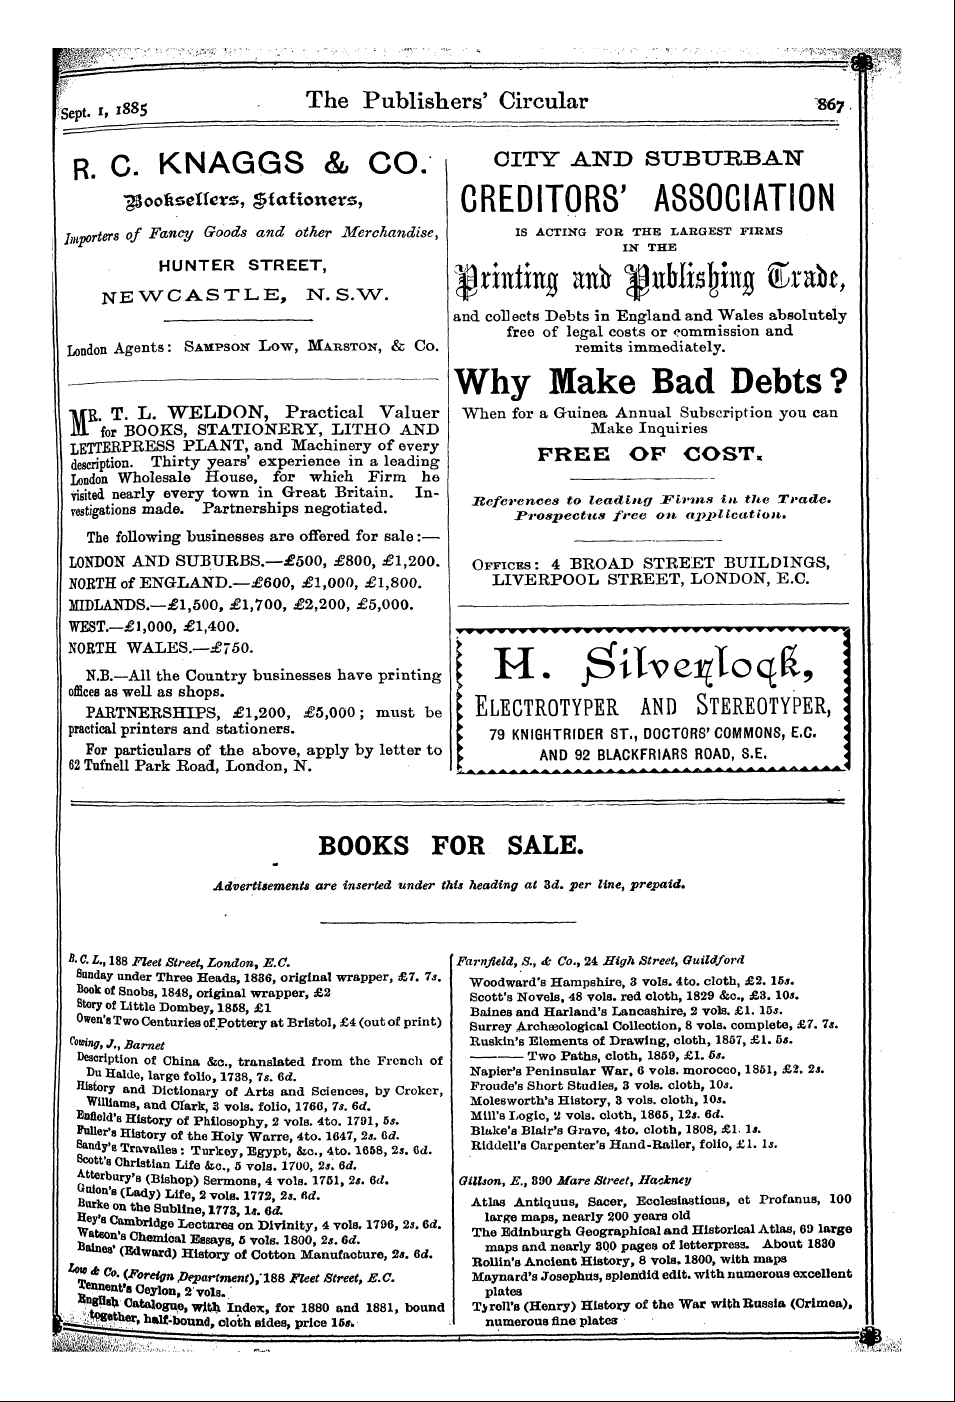 Sept. 1, 1885
The Publishers' Circular
867
R. C. KNAGGS & CO.
Booksellers, Stationers,
Importers of Fancy Goods and other Merchandise,
HUNTER STREET,
NEWCASTLE, N.S.W.
London Agents: SAMPSON LOW, MARSTON, & Co.
MR. T. L. WELDON, Practical Valuer
for BOOKS, STATIONERY, LITHO AND
LETTERPRESS PLANT, and Machinery of every
description. Thirty years' experience in a leading
London Wholesale House, for which Firm he
visited nearly every town in Great Britain. In-
vestigations made. Partnerships negotiated.
The following businesses are offered for sale:—
LONDON AND SUBURBS.—£500, £800, £1,200.
NORTH of ENGLAND.—£600, £1,000, £1,800.
MIDLANDS.—£1,500, £1,700, £2,200, £5,000.
WEST.—£1,000, £1,400.
NORTH WALES.—£750.
N.B.—All the Country businesses have printing
offices as well as shops.
PARTNERSHIPS, £1,200, £5,000; must be
practical printers and stationers.
For particulars of the above, apply by letter to
62 Tufnell Park Road, London, N.
CITY AND SUBURBAN
CREDITORS' ASSOCIATION
IS ACTING FOR THE LARGEST FIRMS
IN THE
Printing and Publishing Trade,
and collects Debts in England and Wales absolutely
free of legal costs or commission and
remits immediately.
Why Make Bad Debts?
When for a Guinea Annual Subscription you can
Make Inquiries
FREE OF COST.
References to leading Firms in the Trade.
Prospectus free on application.
OFFICES: 4 BROAD STREET BUILDINGS,
LIVERPOOL STREET, LONDON, E.C.
H. Silverlock,
ELECTROTYPER AND STEREOTYPER,
79 KNIGHTRIDER ST., DOCTORS' COMMONS, E.C.
AND 92 BLACKFRIARS ROAD, S.E.
BOOKS FOR SALE.
Advertisements are inserted under this heading at 3d. per line, prepaid.
B. C. L., 188 Fleet Street, London, E.C.
Sunday under Three Heads, 1836, original wrapper, £7. 7s.
Book of Snobs, 1848, original wrapper, £2
Story of Little Dombey, 1858, £1
Owen's Two Centuries of Pottery at Bristol, £4 (out of print)
Cowing, J., Barnet
Description of China &c., translated from the French of
Du Halde, large folio, 1738, 7s. 6d.
History and Dictionary of Arts and Sciences, by Croker,
Williams, and Clark, 3 vols. folio, 1766, 7s. 6d.
Enfield's History of Philosophy, 2 vols. 4to. 1791, 5s.
Fuller's History of the Holy Warre, 4to. 1647, 2s. 6d.
Sandy's Travailes: Turkey, Egypt, &c., 4to. 1658, 2s. 6d.
Scott's Christian Life &c., 5 vols. 1700, 2s. 6d.
Atterbury's (Bishop) Sermons, 4 vols. 1751, 2s. 6d.
Guion's (Lady) Life, 2 vols. 1772, 2s. 6d.
Burke on the Subline, 1773, 1s. 6d.
Hey's Cambridge Lectures on Divinity, 4 vols. 1796, 2s. 6d.
Watson's Chemical Essays, 5 vols. 1800, 2s. 6d.
Baines' (Edward) History of Cotton Manufacture, 2s. 6d.
Low & Co. (Foreign Department), 188 Fleet Street, E.C.
Tennent's Ceylon, 2 vols.
English Catalogue, with Index, for 1880 and 1881, bound
together, half-bound, cloth sides, price 15s.
Farnfield, S., & Co., 24 High Street, Guildford
Woodward's Hampshire, 3 vols. 4to. cloth, £2. 15s.
Scott's Novels, 48 vols. red cloth, 1829 &c., £3. 10s.
Baines and Harland's Lancashire, 2 vols. £1. 15s.
Surrey Archæological Collection, 8 vols. complete, £7. 7s.
Ruskin's Elements of Drawing, cloth, 1857, £1. 5s.
——— Two Paths, cloth, 1859, £1. 5s.
Napier's Peninsular War, 6 vols. morocco, 1851, £2. 2s.
Froude's Short Studies, 3 vols. cloth, 10s.
Molesworth's History, 3 vols. cloth, 10s.
Mill's Logic, 2 vols. cloth, 1865, 12s. 6d.
Blake's Blair's Grave, 4to. cloth, 1808, £1. 1s.
Riddell's Carpenter's Hand-Railer, folio, £1. 1s.
Gillson, E., 390 Mare Street, Hackney
Atlas Antiquus, Sacer, Ecclesiasticus, et Profanus, 100
large maps, nearly 200 years old
The Edinburgh Geographical and Historical Atlas, 69 large
maps and nearly 300 pages of letterpress. About 1830
Rollin's Ancient History, 8 vols. 1800, with maps
Maynard's Josephus, splendid edit. with numerous excellent
plates
Tyrell's (Henry) History of the War with Russia (Crimea),
numerous fine plates